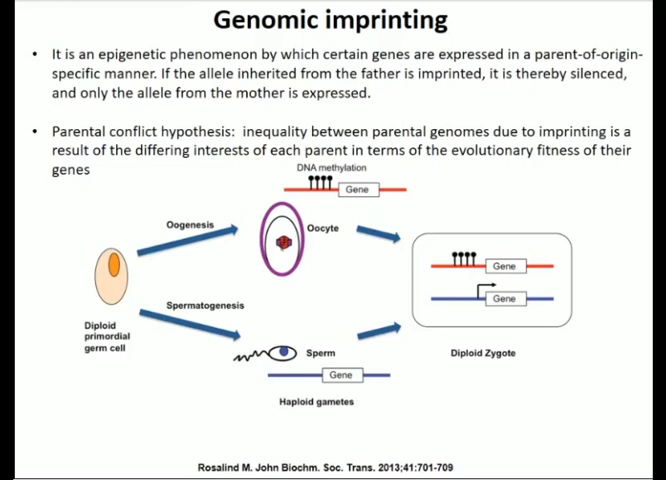 Genomic imprinting
• It is an epigenetic phenomenon by which certain genes are expressed in a parent-of-origin-
specific manner. If the allele inherited from the father is imprinted, it is thereby silenced,
and only the allele from the mother is expressed.
• Parental conflict hypothesis: inequality between parental genomes due to imprinting is a
result of the differing interests of each parent in terms of the evolutionary fitness of their
genes
DNA methylation
Gene
Oogenesis
Oocyte
Gene
Gene
Spermatogenesis
Diploid
primordial
germ cell
Sperm
Diploid Zygote
Gene
Haploid gametes
Rosalind M. John Biochm. Soc. Trans. 2013;41:701-709